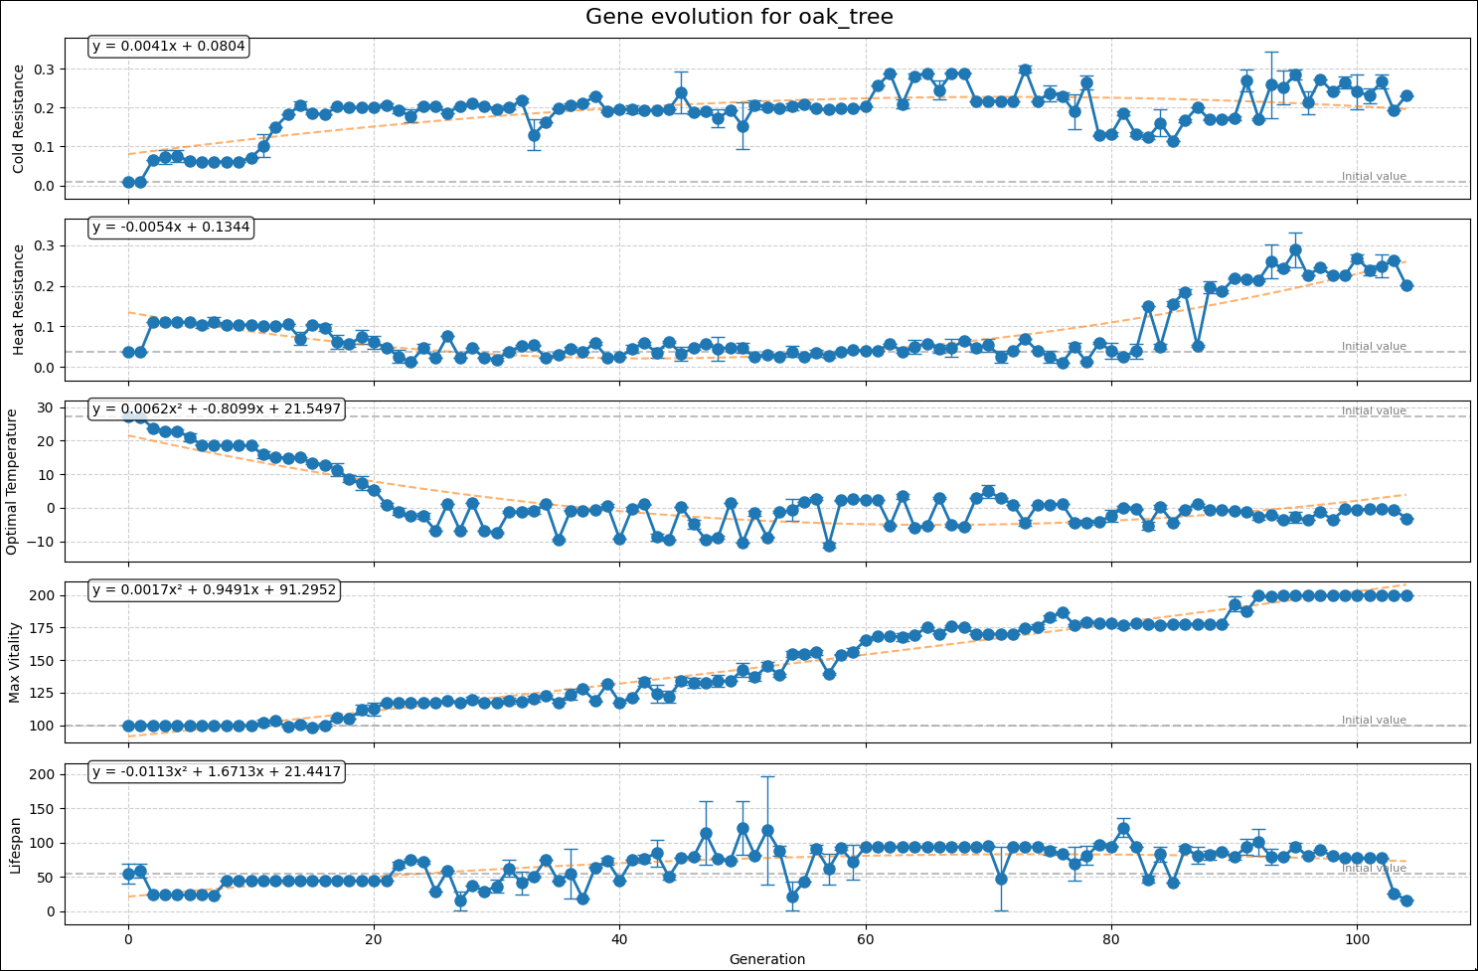 Gene evolution for oak_tree
y = 0.0041x + 0.0804
Cold Resistance
0.3
0.2
0.1
0.0
Initial value
y = -0.0054x + 0.1344
Heat Resistance
0.3
0.2
0.1
0.0
Initial value
y = 0.0062x² + -0.8099x + 21.5497
Optimal Temperature
30
20
10
0
−10
Initial value
y = 0.0017x² + 0.9491x + 91.2952
Max Vitality
200
175
150
125
100
Initial value
y = -0.0113x² + 1.6713x + 21.4417
Lifespan
200
150
100
50
0
Initial value
0 20 40 60 80 100
Generation